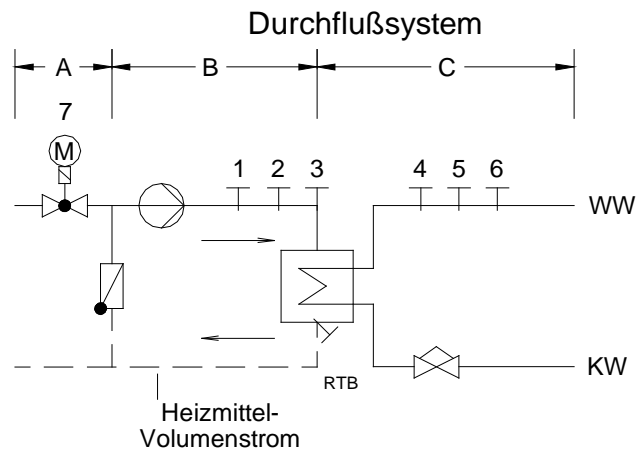 Durchflußsystem
A B C
7
M
1 2 3 4 5 6
WW
KW
RTB
Heizmittel-
Volumenstrom